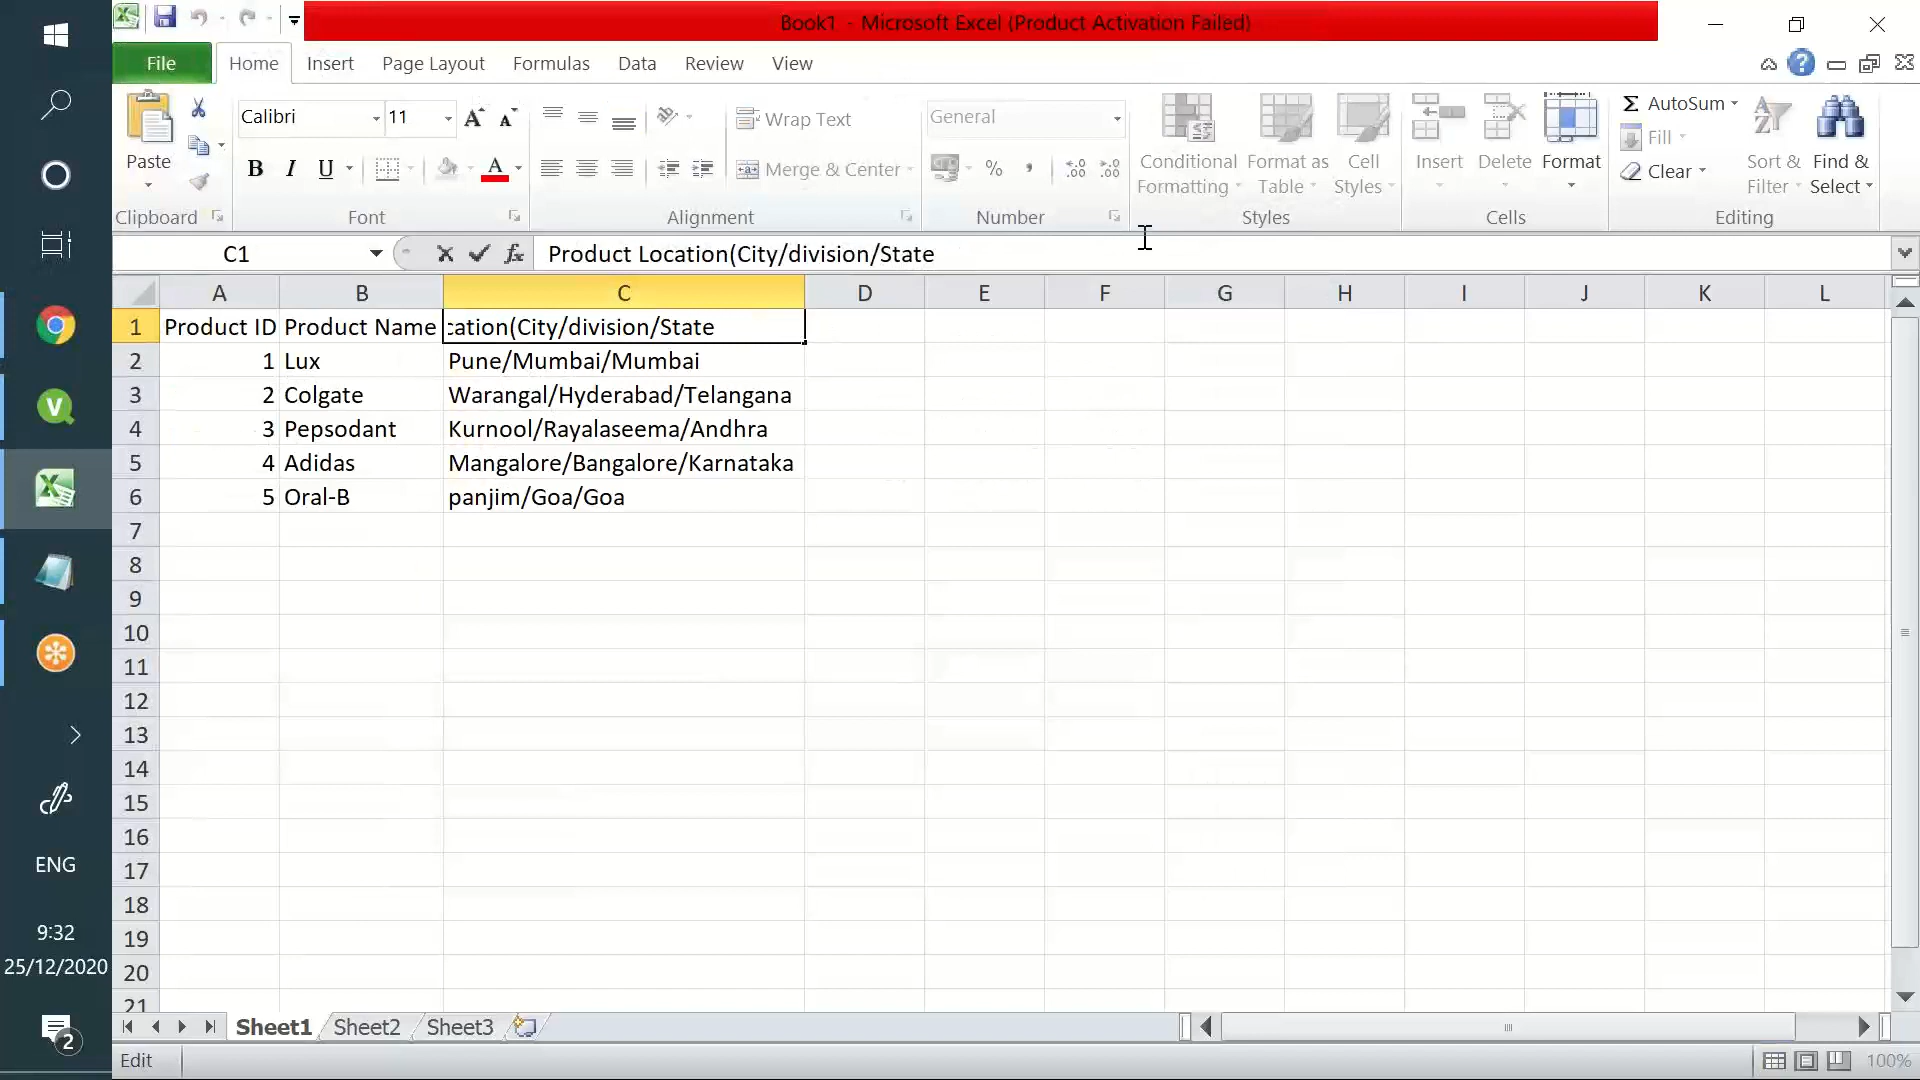 Book1 - Microsoft Excel (Product Activation Failed)
File Home Insert Page Layout Formulas Data Review View
Calibri 11 Wrap Text General AutoSum
Paste B I U A Merge & Center % , Conditional Formatting Format as Table Cell Styles Insert Delete Format Fill Clear Sort & Filter Find & Select
Clipboard Font Alignment Number Styles Cells Editing
C1 fx Product Location(City/division/State
A B C D E F G H I J K L
1 Product ID Product Name cation(City/division/State
2 1 Lux Pune/Mumbai/Mumbai
3 2 Colgate Warangal/Hyderabad/Telangana
4 3 Pepsodant Kurnool/Rayalaseema/Andhra
5 4 Adidas Mangalore/Bangalore/Karnataka
6 5 Oral-B panjim/Goa/Goa
7
8
9
10
11
12
13
14
15
16
17
18
19
20
21
Sheet1 Sheet2 Sheet3
Edit 100%
ENG
9:32
25/12/2020
2